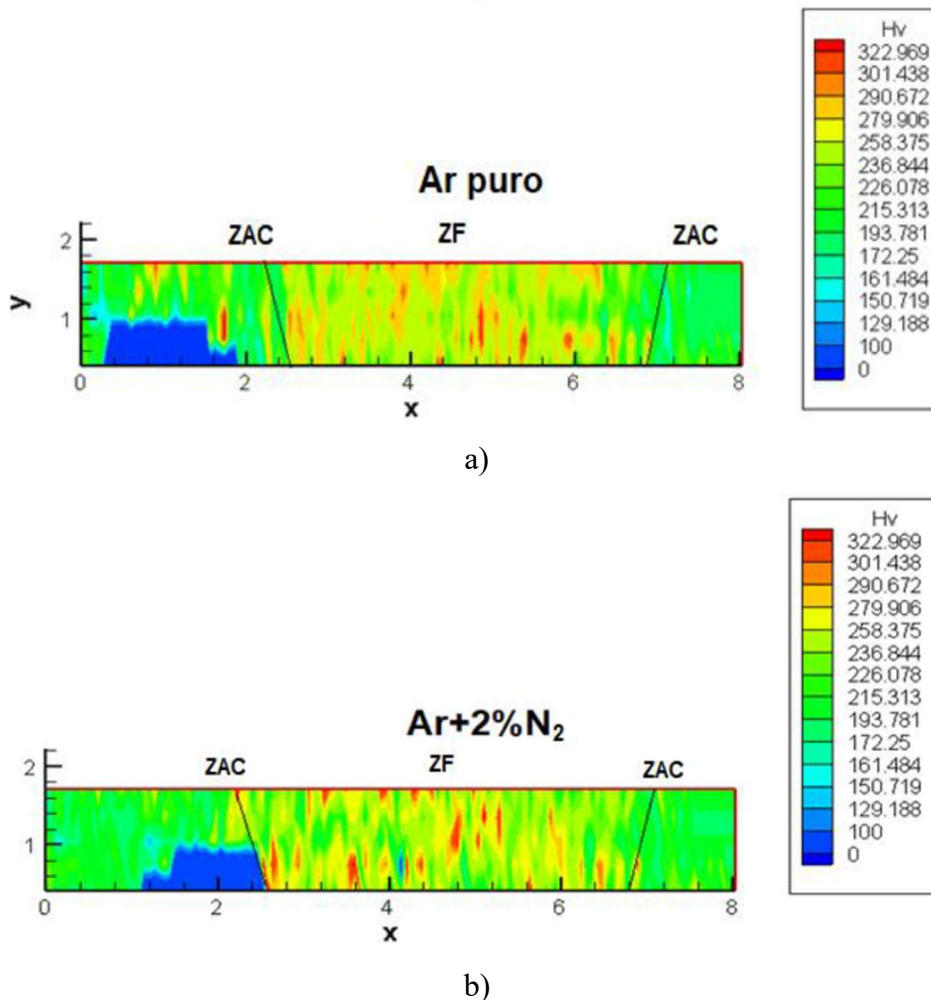 Hv
322.969
301.438
290.672
279.906
258.375
236.844
226.078
215.313
193.781
172.25
161.484
150.719
129.188
100
0
Ar puro
ZAC
ZF
ZAC
2
1
y
0
2
4
6
8
x
a)
Hv
322.969
301.438
290.672
279.906
258.375
236.844
226.078
215.313
193.781
172.25
161.484
150.719
129.188
100
0
Ar+2%N₂
ZAC
ZF
ZAC
2
1
y
0
2
4
6
8
x
b)